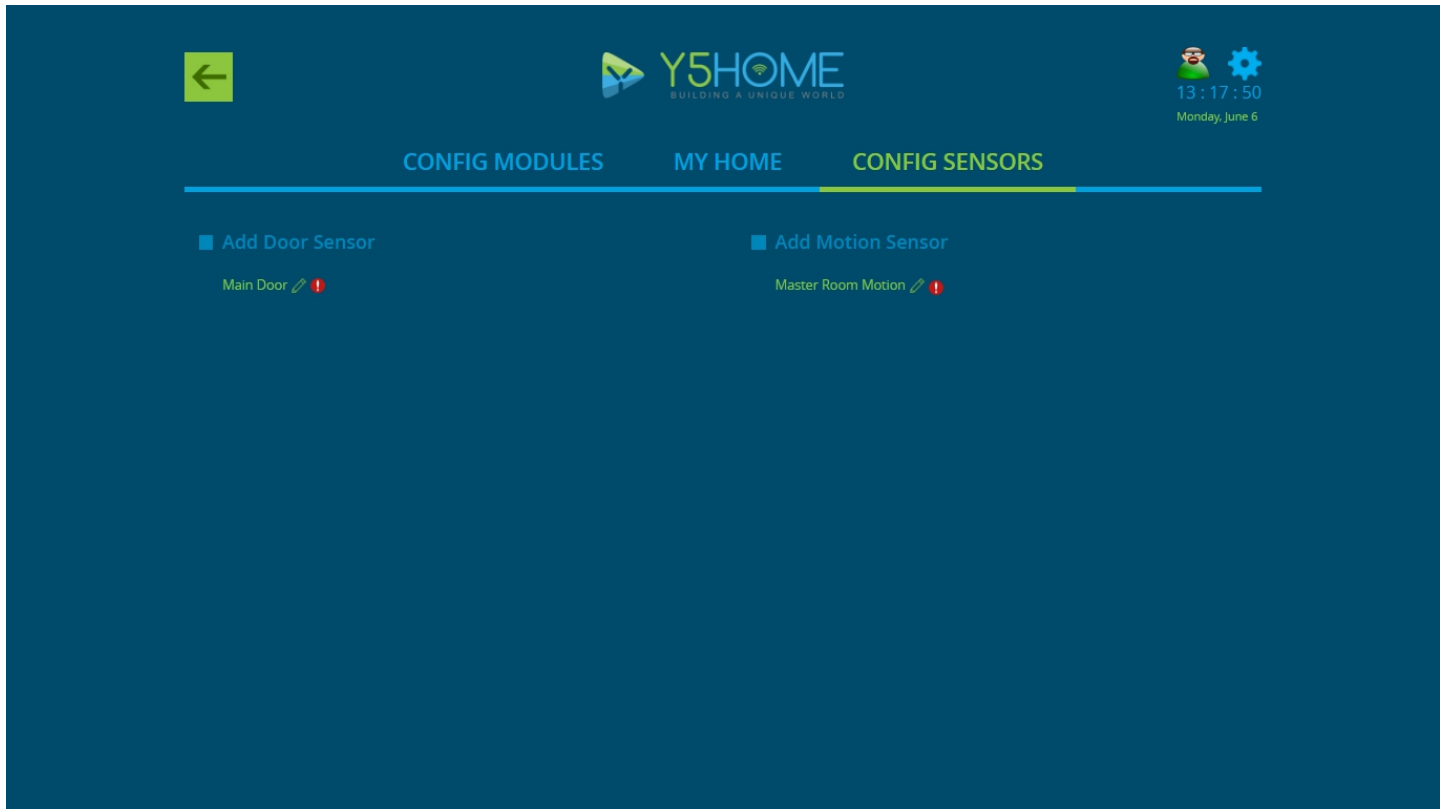 Y5HOME
BUILDING A UNIQUE WORLD
13 : 17 : 50
Monday, June 6
CONFIG MODULES MY HOME CONFIG SENSORS
Add Door Sensor Add Motion Sensor
Main Door Master Room Motion